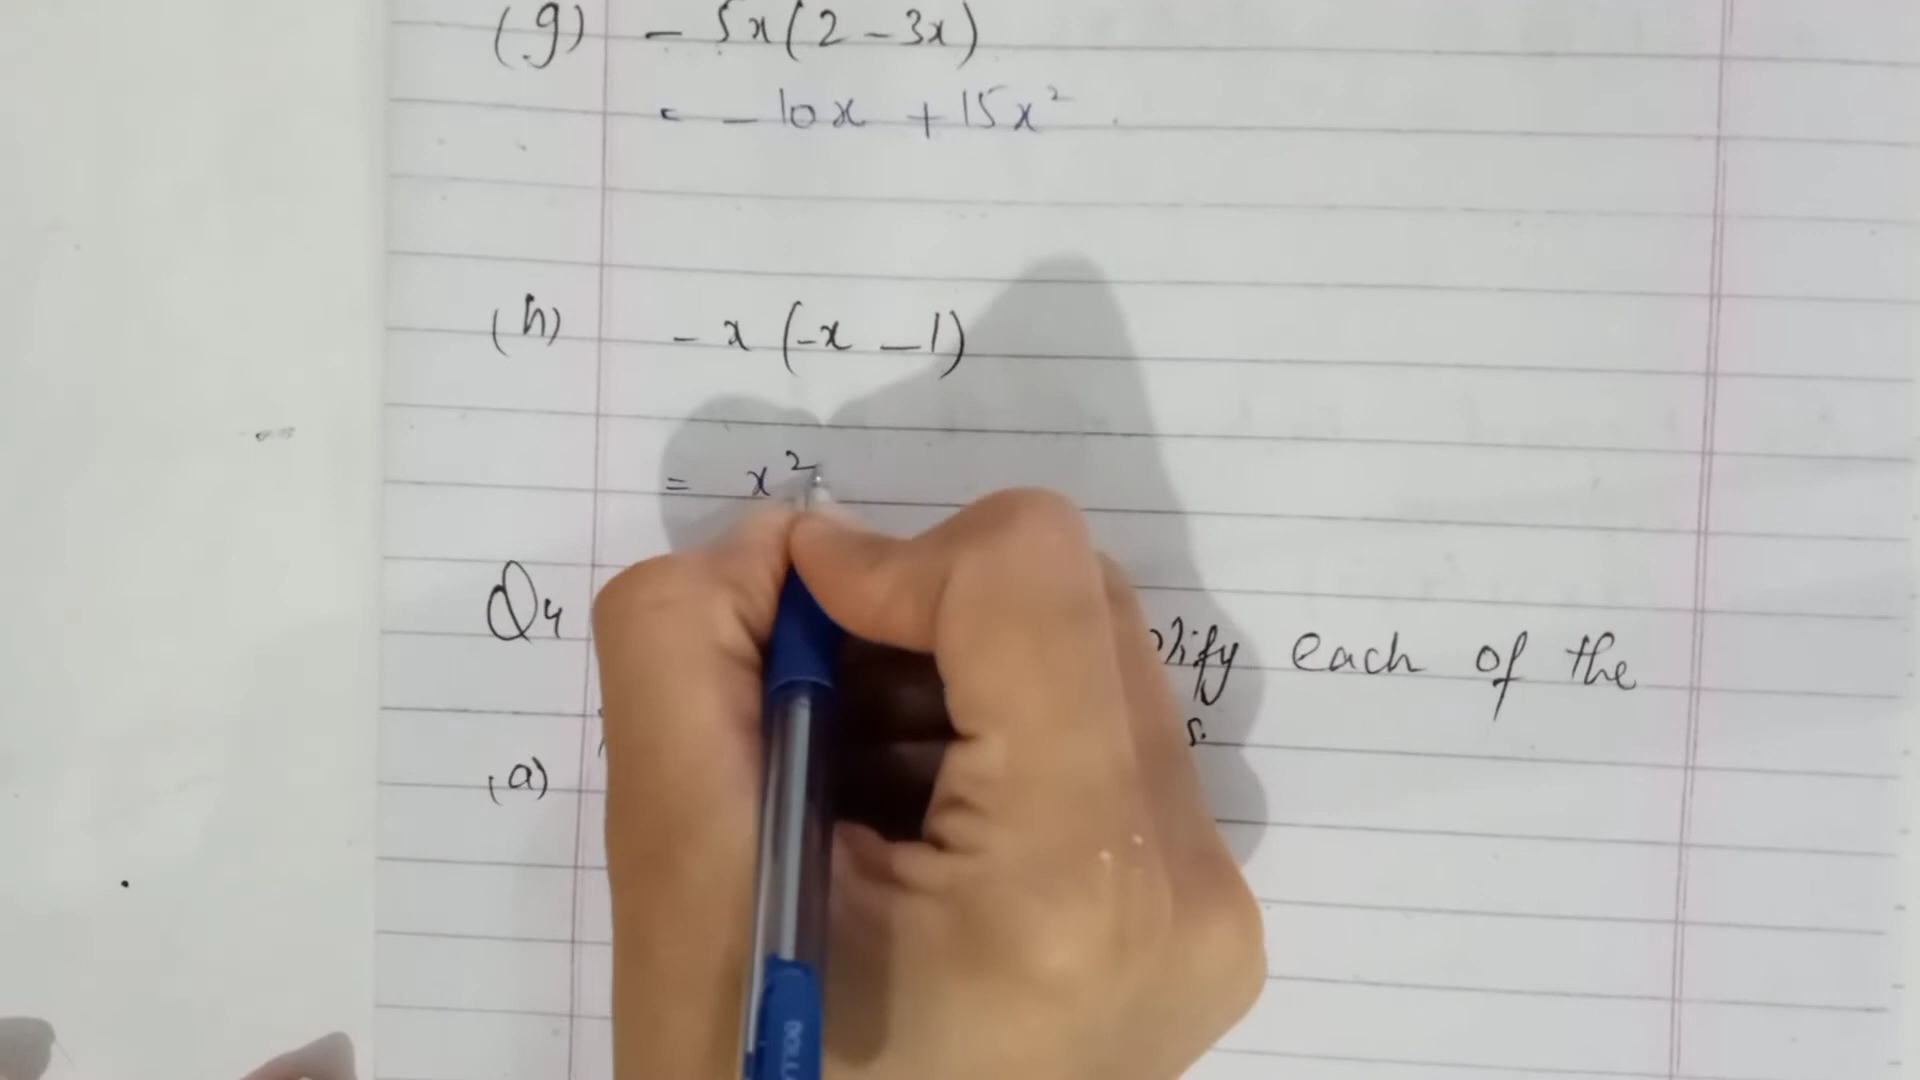 (g) - 5x(2 - 3x)
= - 10x + 15x²
(h) - x (-x - 1)
= x²
Q4 each of the
(a)